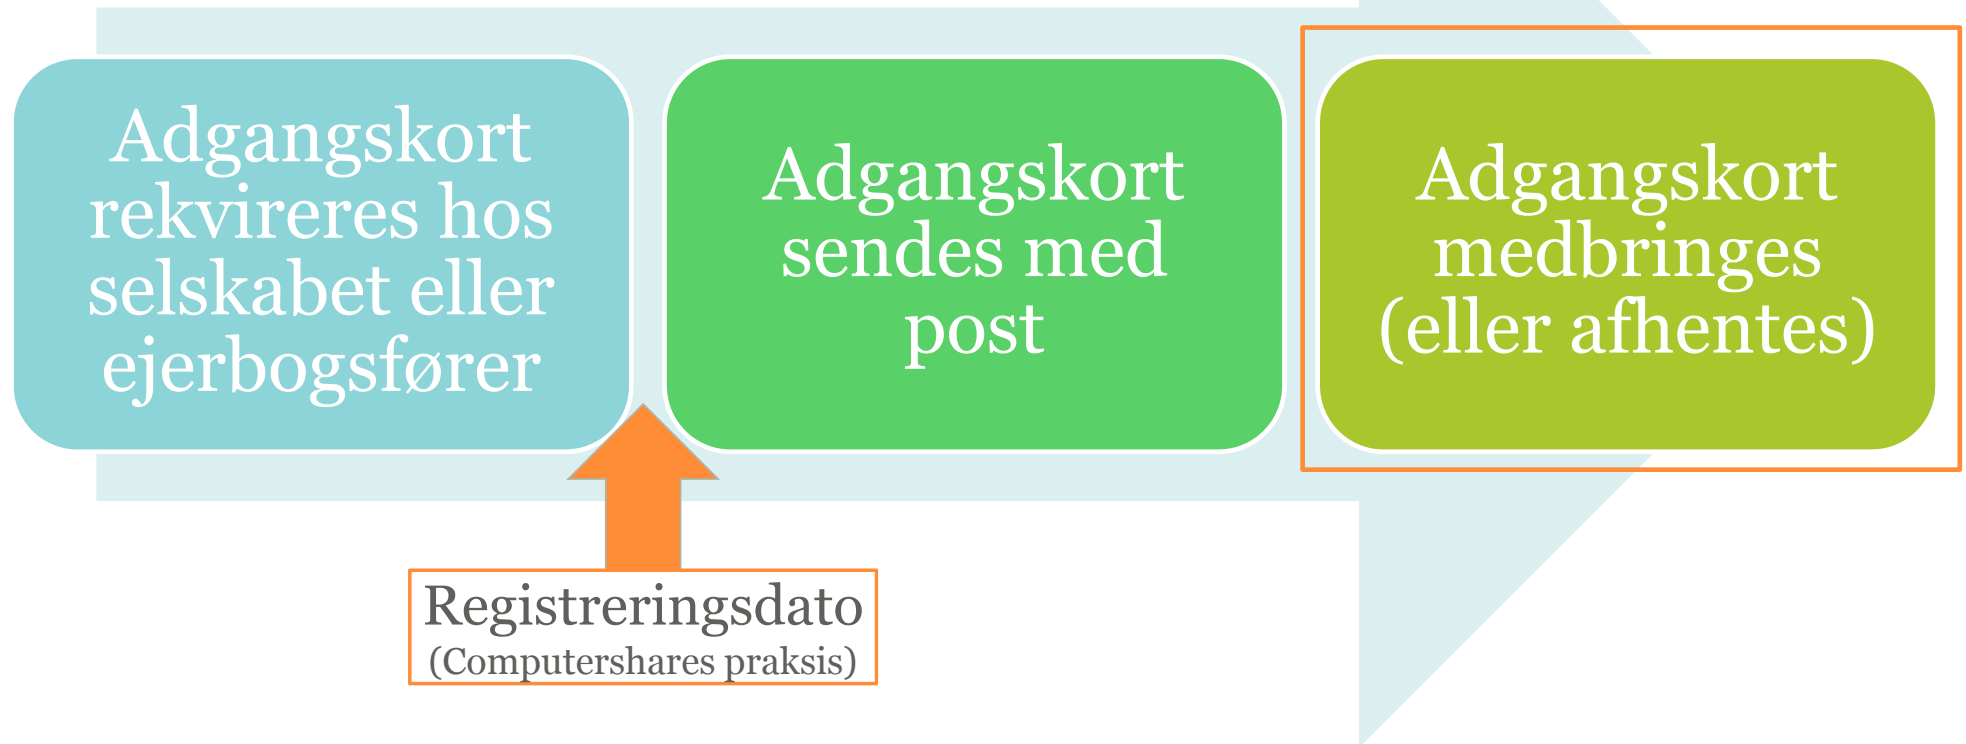 Adgangskort
rekvireres hos
selskabet eller
ejerbogsfører
Adgangskort
sendes med
post
Adgangskort
medbringes
(eller afhentes)
Registreringsdato
(Computershares praksis)